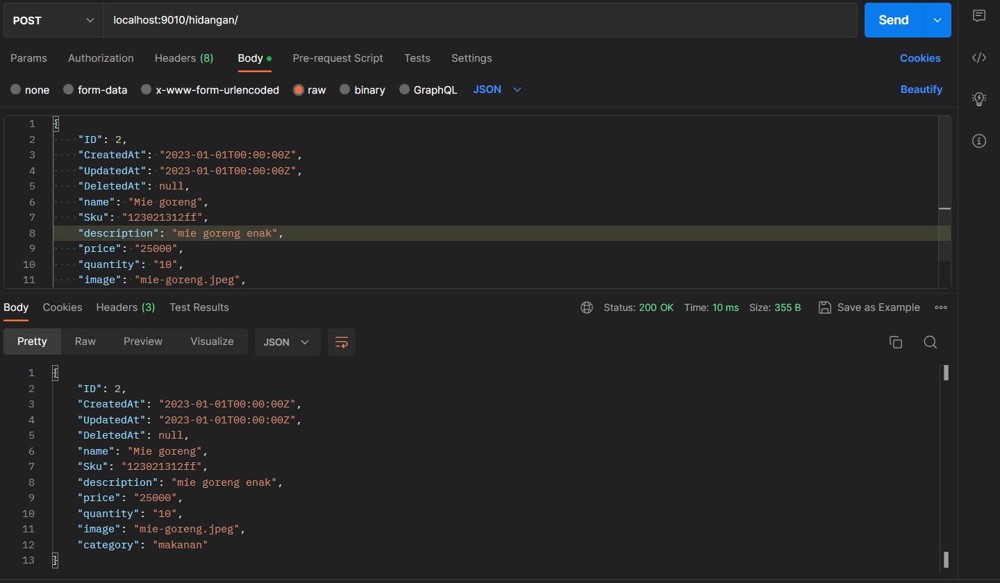 POST localhost:9010/hidangan/ Send
Params Authorization Headers (8) Body Pre-request Script Tests Settings Cookies
none form-data x-www-form-urlencoded raw binary GraphQL JSON Beautify
1 {
2 "ID": 2,
3 "CreatedAt": "2023-01-01T00:00:00Z",
4 "UpdatedAt": "2023-01-01T00:00:00Z",
5 "DeletedAt": null,
6 "name": "Mie goreng",
7 "Sku": "123021312ff",
8 "description": "mie goreng enak",
9 "price": "25000",
10 "quantity": "10",
11 "image": "mie-goreng.jpeg",
Body Cookies Headers (3) Test Results Status: 200 OK Time: 10 ms Size: 355 B Save as Example
Pretty Raw Preview Visualize JSON
1 {
2 "ID": 2,
3 "CreatedAt": "2023-01-01T00:00:00Z",
4 "UpdatedAt": "2023-01-01T00:00:00Z",
5 "DeletedAt": null,
6 "name": "Mie goreng",
7 "Sku": "123021312ff",
8 "description": "mie goreng enak",
9 "price": "25000",
10 "quantity": "10",
11 "image": "mie-goreng.jpeg",
12 "category": "makanan"
13 }